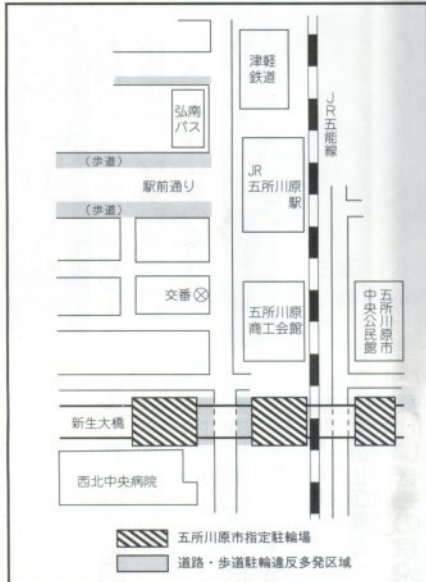 津軽
鉄道
弘南
バス
JR五能線
(歩道)
駅前通り
JR
五所川原
駅
(歩道)
交番
五所川原
商工会館
五所川原市
中央公民館
新生大橋
西北中央病院
五所川原市指定駐輪場
道路・歩道駐輪違反多発区域